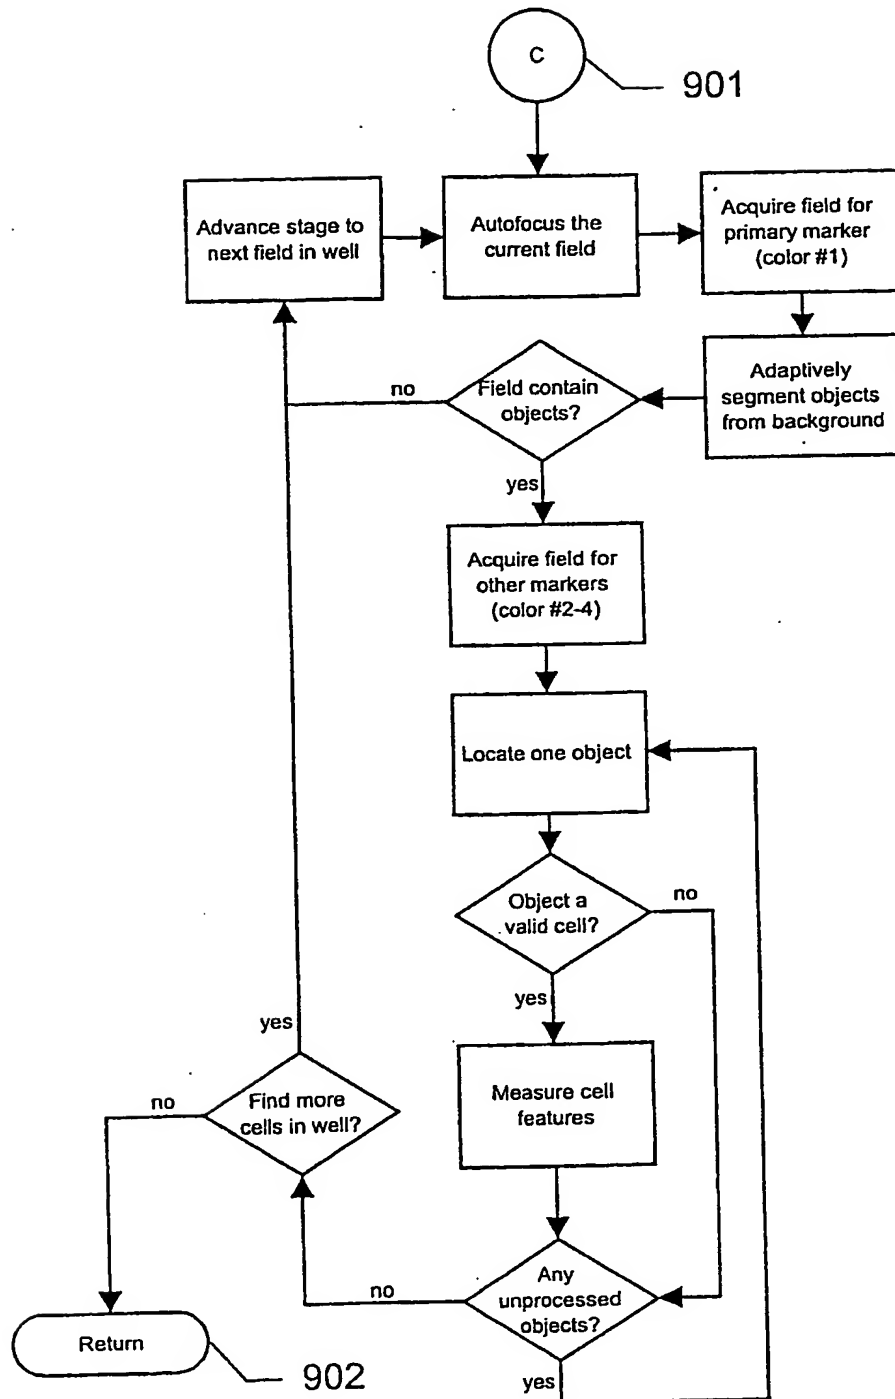 C
901
Advance stage to
next field in well
Autofocus the
current field
Acquire field for
primary marker
(color #1)
Adaptively
segment objects
from background
no
Field contain
objects?
yes
Acquire field for
other markers
(color #2-4)
Locate one object
Object a
valid cell?
no
yes
Measure cell
features
yes
no
Find more
cells in well?
no
Any
unprocessed
objects?
Return
902
yes